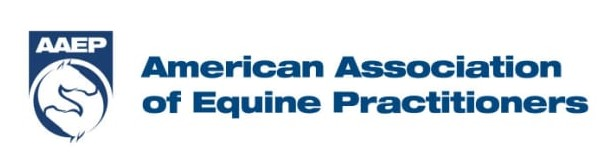 AAEP
American Association
of Equine Practitioners